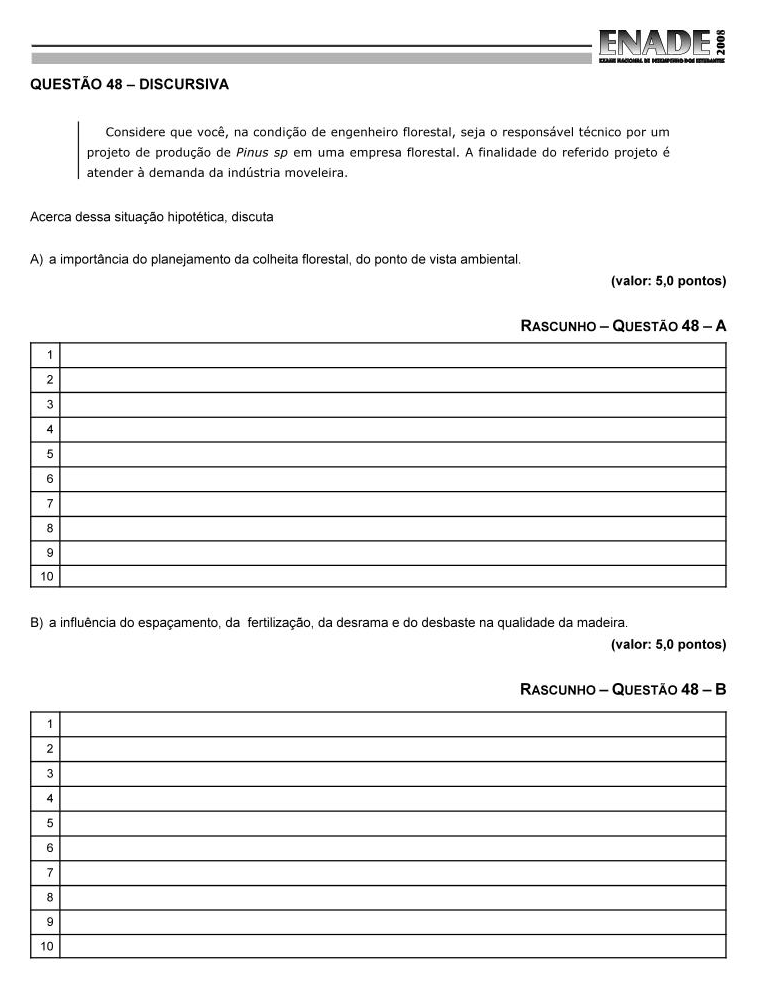 ENADE 2008
EXAME NACIONAL DE DESEMPENHO DOS ESTUDANTES
QUESTÃO 48 – DISCURSIVA
Considere que você, na condição de engenheiro florestal, seja o responsável técnico por um
projeto de produção de Pinus sp em uma empresa florestal. A finalidade do referido projeto é
atender à demanda da indústria moveleira.
Acerca dessa situação hipotética, discuta
A) a importância do planejamento da colheita florestal, do ponto de vista ambiental.
(valor: 5,0 pontos)
RASCUNHO – QUESTÃO 48 – A
1
2
3
4
5
6
7
8
9
10
B) a influência do espaçamento, da fertilização, da desrama e do desbaste na qualidade da madeira.
(valor: 5,0 pontos)
RASCUNHO – QUESTÃO 48 – B
1
2
3
4
5
6
7
8
9
10